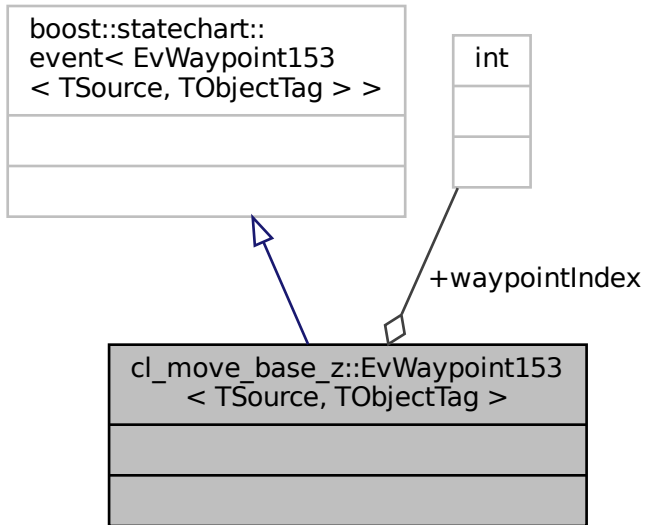 boost::statechart::
event< EvWaypoint153
< TSource, TObjectTag > >
int
+waypointIndex
cl_move_base_z::EvWaypoint153
< TSource, TObjectTag >